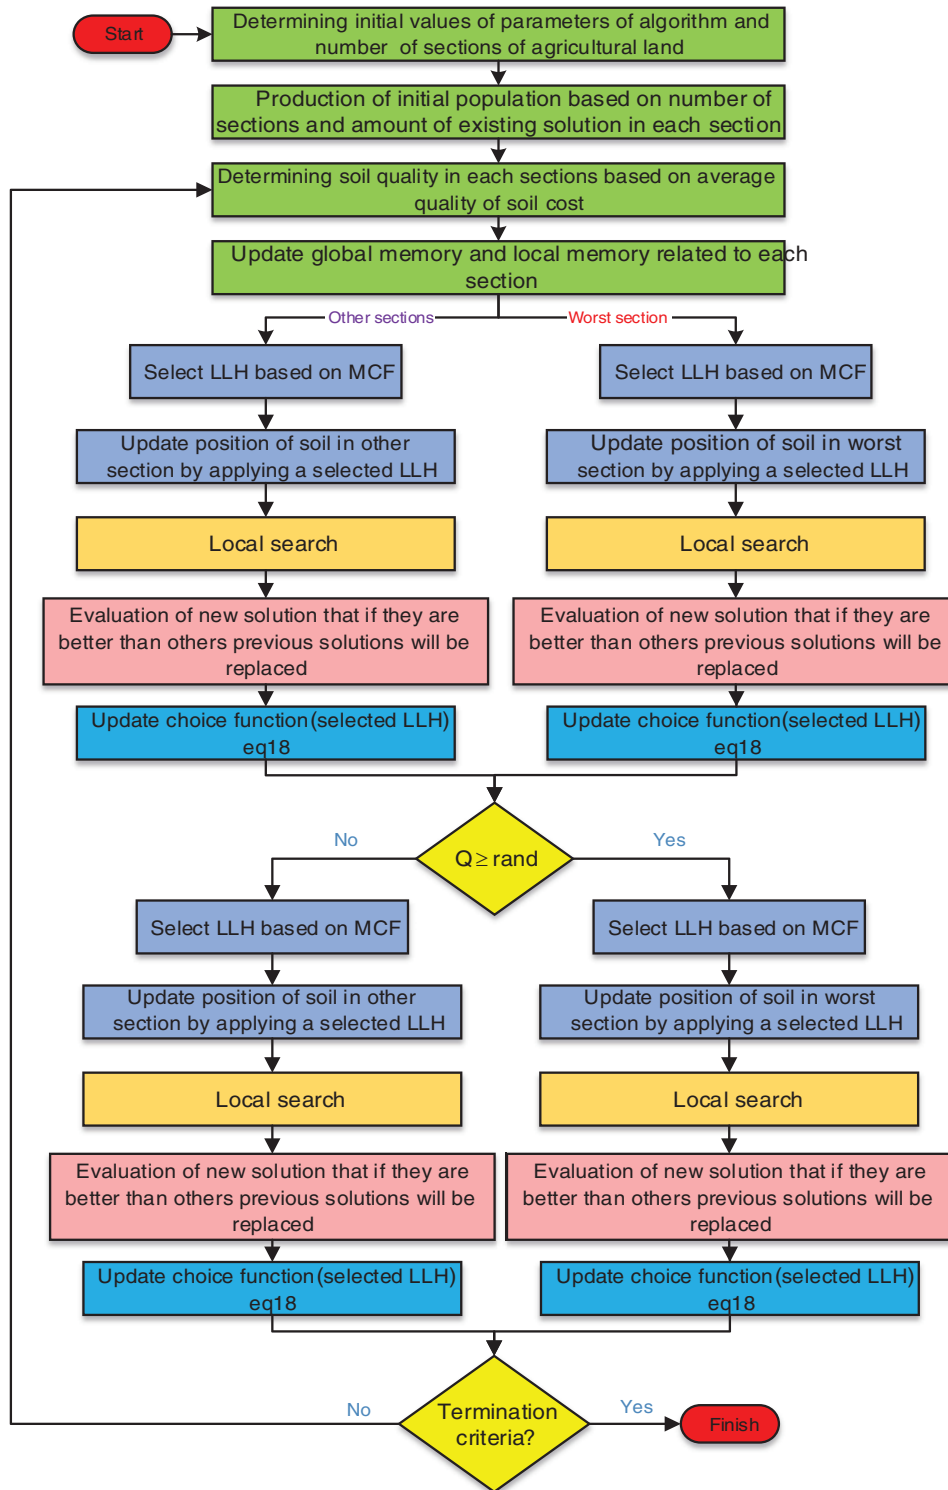 Start
Determining initial values of parameters of algorithm and
number of sections of agricultural land
Production of initial population based on number of
sections and amount of existing solution in each section
Determining soil quality in each sections based on average
quality of soil cost
Update global memory and local memory related to each
section
Other sections
Worst section
Select LLH based on MCF
Select LLH based on MCF
Update position of soil in other
section by applying a selected LLH
Update position of soil in worst
section by applying a selected LLH
Local search
Local search
Evaluation of new solution that if they are
better than others previous solutions will be
replaced
Evaluation of new solution that if they are
better than others previous solutions will be
replaced
Update choice function(selected LLH)
eq18
Update choice function(selected LLH)
eq18
No
Q ≥ rand
Yes
Select LLH based on MCF
Select LLH based on MCF
Update position of soil in other
section by applying a selected LLH
Update position of soil in worst
section by applying a selected LLH
Local search
Local search
Evaluation of new solution that if they are
better than others previous solutions will be
replaced
Evaluation of new solution that if they are
better than others previous solutions will be
replaced
Update choice function(selected LLH)
eq18
Update choice function(selected LLH)
eq18
No
Termination
criteria?
Yes
Finish